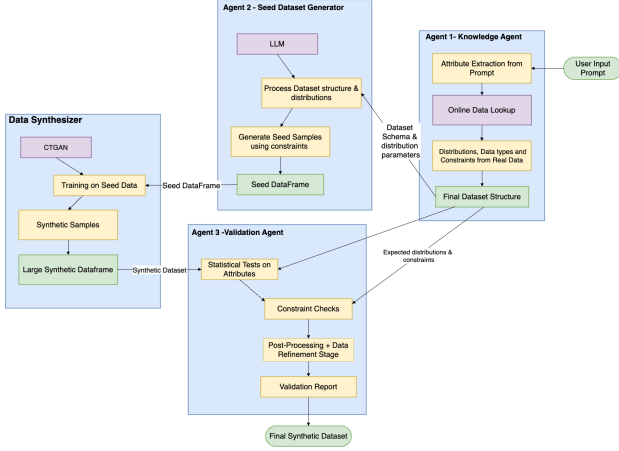 Agent 2 - Seed Dataset Generator
LLM
Process Dataset structure &
distributions
Generate Seed Samples
using constraints
Seed DataFrame
Agent 1- Knowledge Agent
Attribute Extraction from
Prompt
Online Data Lookup
Distributions, Data types and
Constraints from Real Data
Final Dataset Structure
User Input
Prompt
Dataset
Schema &
distribution
parameters
Data Synthesizer
CTGAN
Training on Seed Data
Synthetic Samples
Large Synthetic Dataframe
Seed DataFrame
Synthetic Dataset
Agent 3 -Validation Agent
Statistical Tests on
Attributes
Constraint Checks
Post-Processing + Data
Refinement Stage
Validation Report
Expected distributions &
constraints
Final Synthetic Dataset